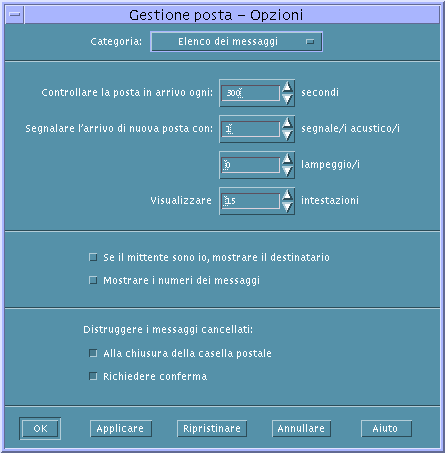 Gestione posta – Opzioni
Categoria: Elenco dei messaggi
Controllare la posta in arrivo ogni: 300 secondi
Segnalare l'arrivo di nuova posta con: 1 segnale/i acustico/i
0 lampeggio/i
Visualizzare 15 intestazioni
Se il mittente sono io, mostrare il destinatario
Mostrare i numeri dei messaggi
Distruggere i messaggi cancellati:
Alla chiusura della casella postale
Richiedere conferma
OK Applicare Ripristinare Annullare Aiuto